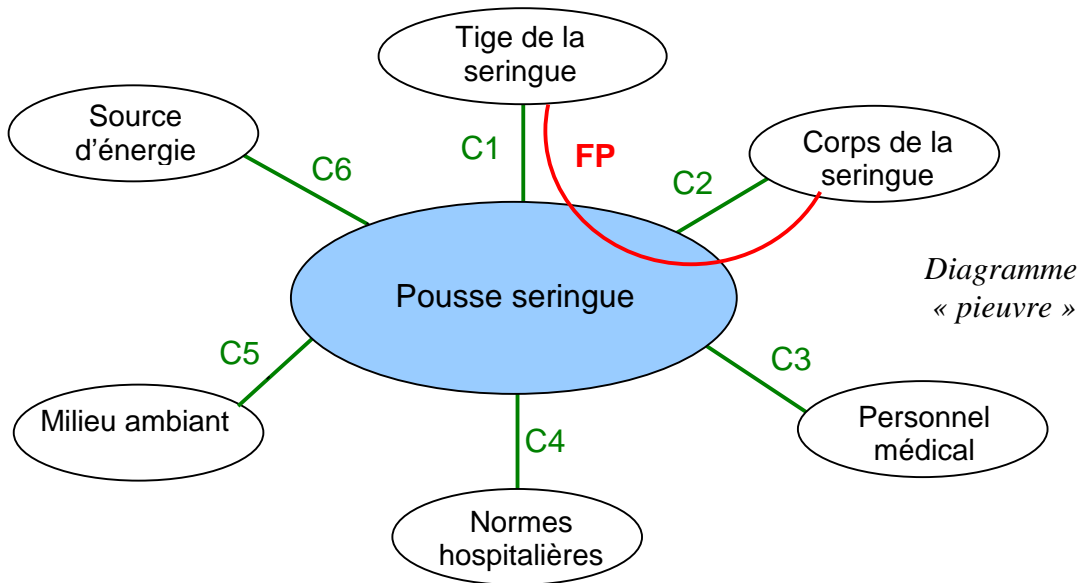 Tige de la
seringue
Source
d'énergie
C1
FP
Corps de la
seringue
C6
C2
Diagramme
« pieuvre »
Pousse seringue
C5
C3
Milieu ambiant
Personnel
médical
C4
Normes
hospitalières